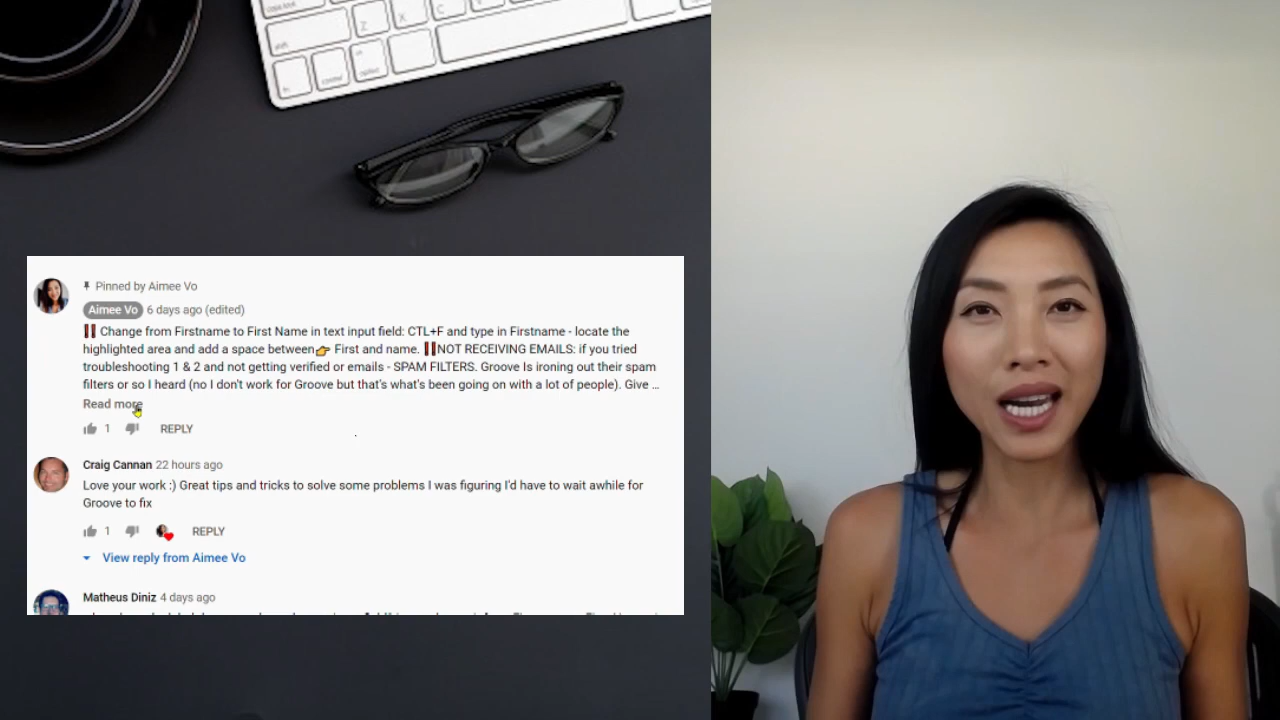 Pinned by Aimee Vo
Aimee Vo 6 days ago (edited)
‼️ Change from Firstname to First Name in text input field: CTL+F and type in Firstname - locate the
highlighted area and add a space between👉 First and name. ‼️NOT RECEIVING EMAILS: if you tried
troubleshooting 1 & 2 and not getting verified or emails - SPAM FILTERS. Groove Is ironing out their spam
filters or so I heard (no I don't work for Groove but that's what's been going on with a lot of people). Give ...
Read more
1 REPLY
Craig Cannan 22 hours ago
Love your work :) Great tips and tricks to solve some problems I was figuring I'd have to wait awhile for
Groove to fix
1 REPLY
View reply from Aimee Vo
Matheus Diniz 4 days ago